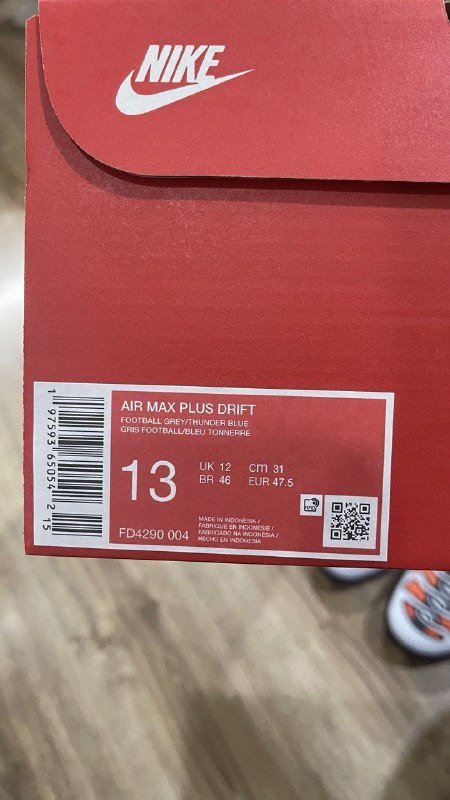 NIKE
AIR MAX PLUS DRIFT
FOOTBALL GREY/THUNDER BLUE
GRIS FOOTBALL/BLEU TONNERRE
13
UK 12 cm 31
BR 46 EUR 47.5
FD4290 004
MADE IN INDONESIA /
FABRIQUÉ EN INDONÉSIE /
FABRICADO NA INDONÉSIA /
HECHO EN INDONESIA
1 97593 65054 2 15